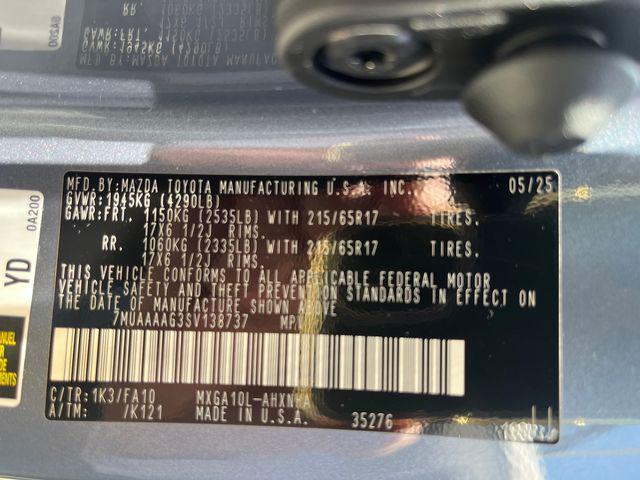 MFD.BY:MAZDA TOYOTA MANUFACTURING U.S.A. INC. 05/25
GVWR:1945KG (4290LB)
GAWR:FRT. 1150KG (2535LB) WITH 215/65R17 TIRES.
17X6 1/2J RIMS.
RR. 1060KG (2335LB) WITH 215/65R17 TIRES.
17X6 1/2J RIMS.
THIS VEHICLE CONFORMS TO ALL APPLICABLE FEDERAL MOTOR
VEHICLE SAFETY AND THEFT PREVENTION STANDARDS IN EFFECT ON
THE DATE OF MANUFACTURE SHOWN ABOVE
7MUAAAAG3SV138737
C/TR:1K3/FA10 MXGA10L-AHXNHA
A/TM: /K121 MADE IN U.S.A. 35276
0A200
YD